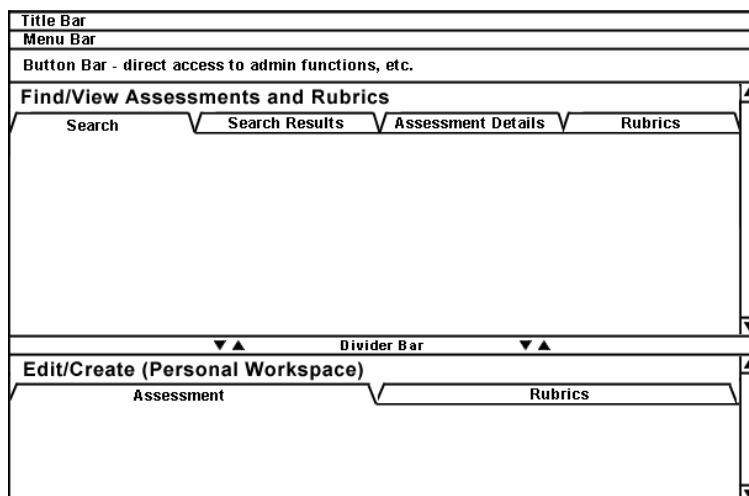 Title Bar
Menu Bar
Button Bar - direct access to admin functions, etc.
Find/View Assessments and Rubrics
Search Search Results Assessment Details Rubrics
Divider Bar
Edit/Create (Personal Workspace)
Assessment Rubrics